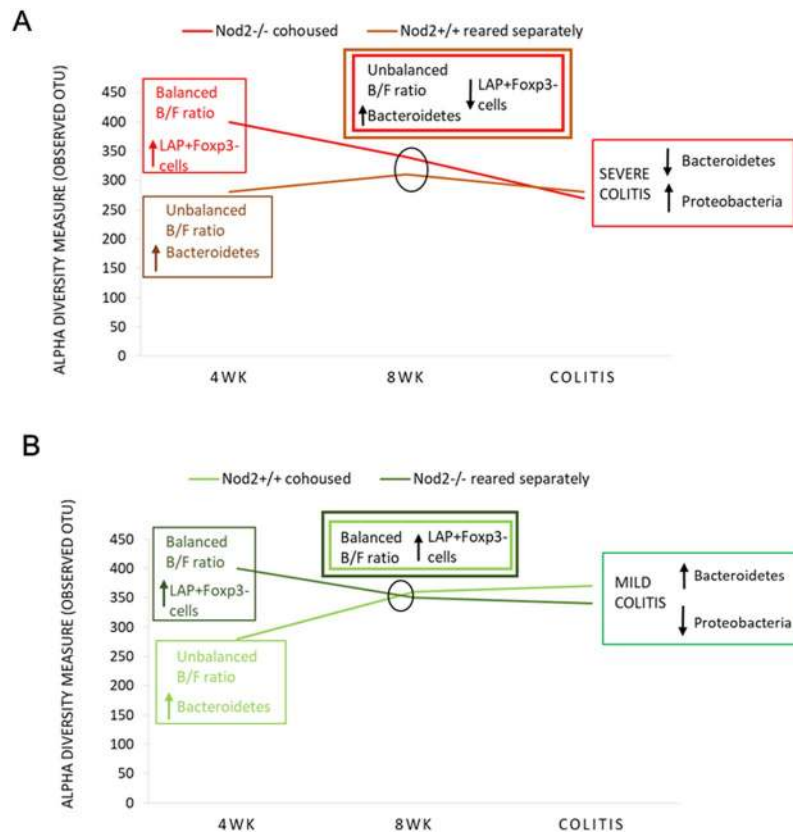 A
Nod2-/- cohoused
Nod2+/+ reared separately
ALPHA DIVERSITY MEASURE (OBSERVED OTU)
450
400
350
300
250
200
150
100
50
0
Balanced
B/F ratio
LAP+Foxp3-
cells
Unbalanced
B/F ratio
Bacteroidetes
Unbalanced
B/F ratio
Bacteroidetes
LAP+Foxp3-
cells
SEVERE
COLITIS
Bacteroidetes
Proteobacteria
4WK
8WK
COLITIS
B
Nod2+/+ cohoused
Nod2-/- reared separately
ALPHA DIVERSITY MEASURE (OBSERVED OTU)
450
400
350
300
250
200
150
100
50
0
Balanced
B/F ratio
LAP+Foxp3-
cells
Unbalanced
B/F ratio
Bacteroidetes
Balanced
B/F ratio
LAP+Foxp3-
cells
MILD
COLITIS
Bacteroidetes
Proteobacteria
4WK
8WK
COLITIS